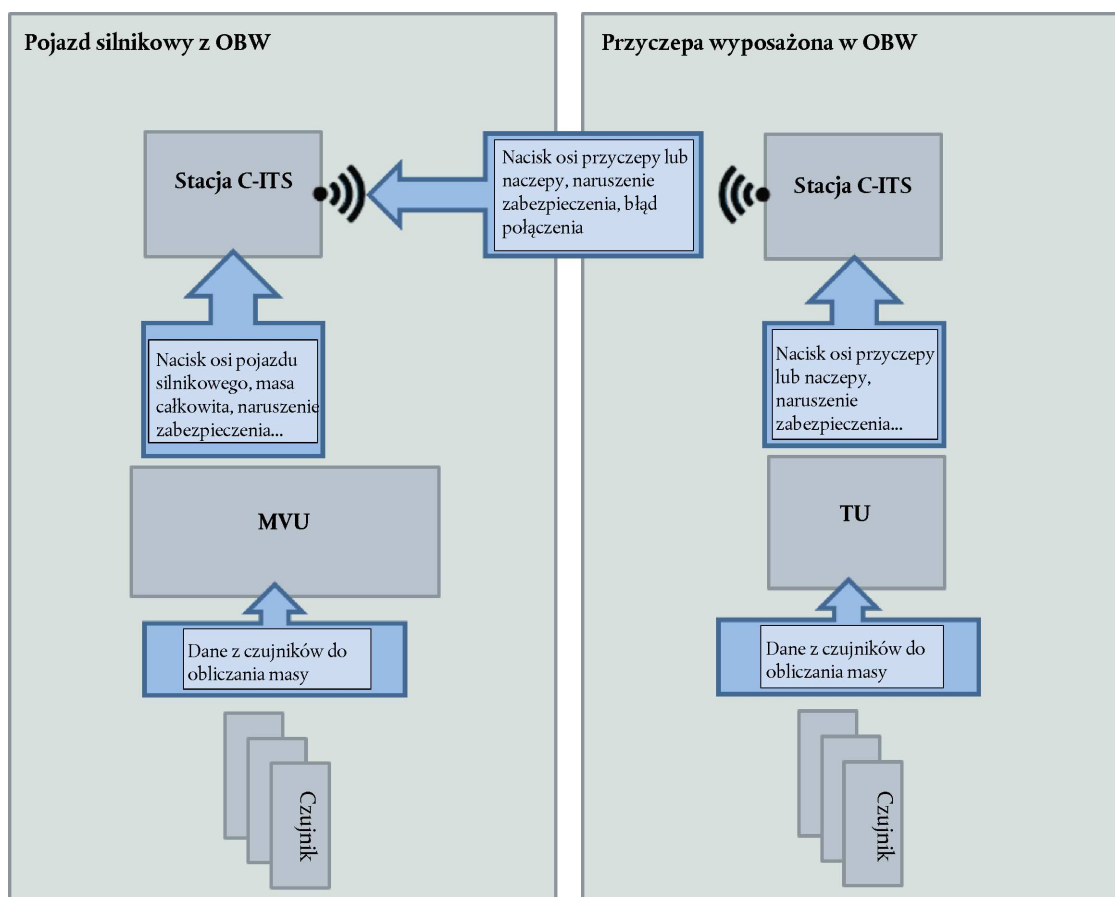 Pojazd silnikowy z OBW
Stacja C-ITS
Nacisk osi pojazdu
silnikowego, masa
całkowita, naruszenie
zabezpieczenia...
MVU
Dane z czujników do
obliczania masy
Czujnik
Nacisk osi przyczepy lub
naczepy, naruszenie
zabezpieczenia, błąd
połączenia
Przyczepa wyposażona w OBW
Stacja C-ITS
Nacisk osi przyczepy
lub naczepy,
naruszenie
zabezpieczenia...
TU
Dane z czujników do
obliczania masy
Czujnik